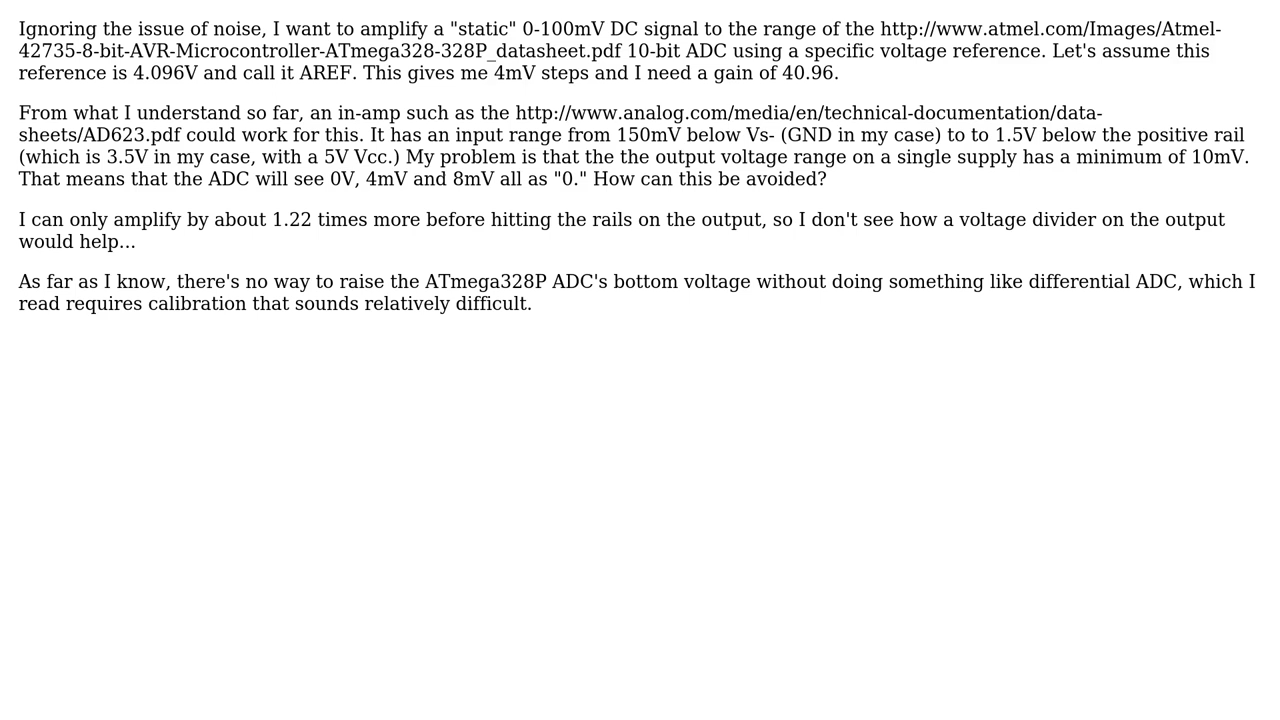 Ignoring the issue of noise, I want to amplify a "static" 0-100mV DC signal to the range of the http://www.atmel.com/Images/Atmel-
42735-8-bit-AVR-Microcontroller-ATmega328-328P_datasheet.pdf 10-bit ADC using a specific voltage reference. Let's assume this
reference is 4.096V and call it AREF. This gives me 4mV steps and I need a gain of 40.96.
From what I understand so far, an in-amp such as the http://www.analog.com/media/en/technical-documentation/data-
sheets/AD623.pdf could work for this. It has an input range from 150mV below Vs- (GND in my case) to to 1.5V below the positive rail
(which is 3.5V in my case, with a 5V Vcc.) My problem is that the the output voltage range on a single supply has a minimum of 10mV.
That means that the ADC will see 0V, 4mV and 8mV all as "0." How can this be avoided?
I can only amplify by about 1.22 times more before hitting the rails on the output, so I don't see how a voltage divider on the output
would help...
As far as I know, there's no way to raise the ATmega328P ADC's bottom voltage without doing something like differential ADC, which I
read requires calibration that sounds relatively difficult.